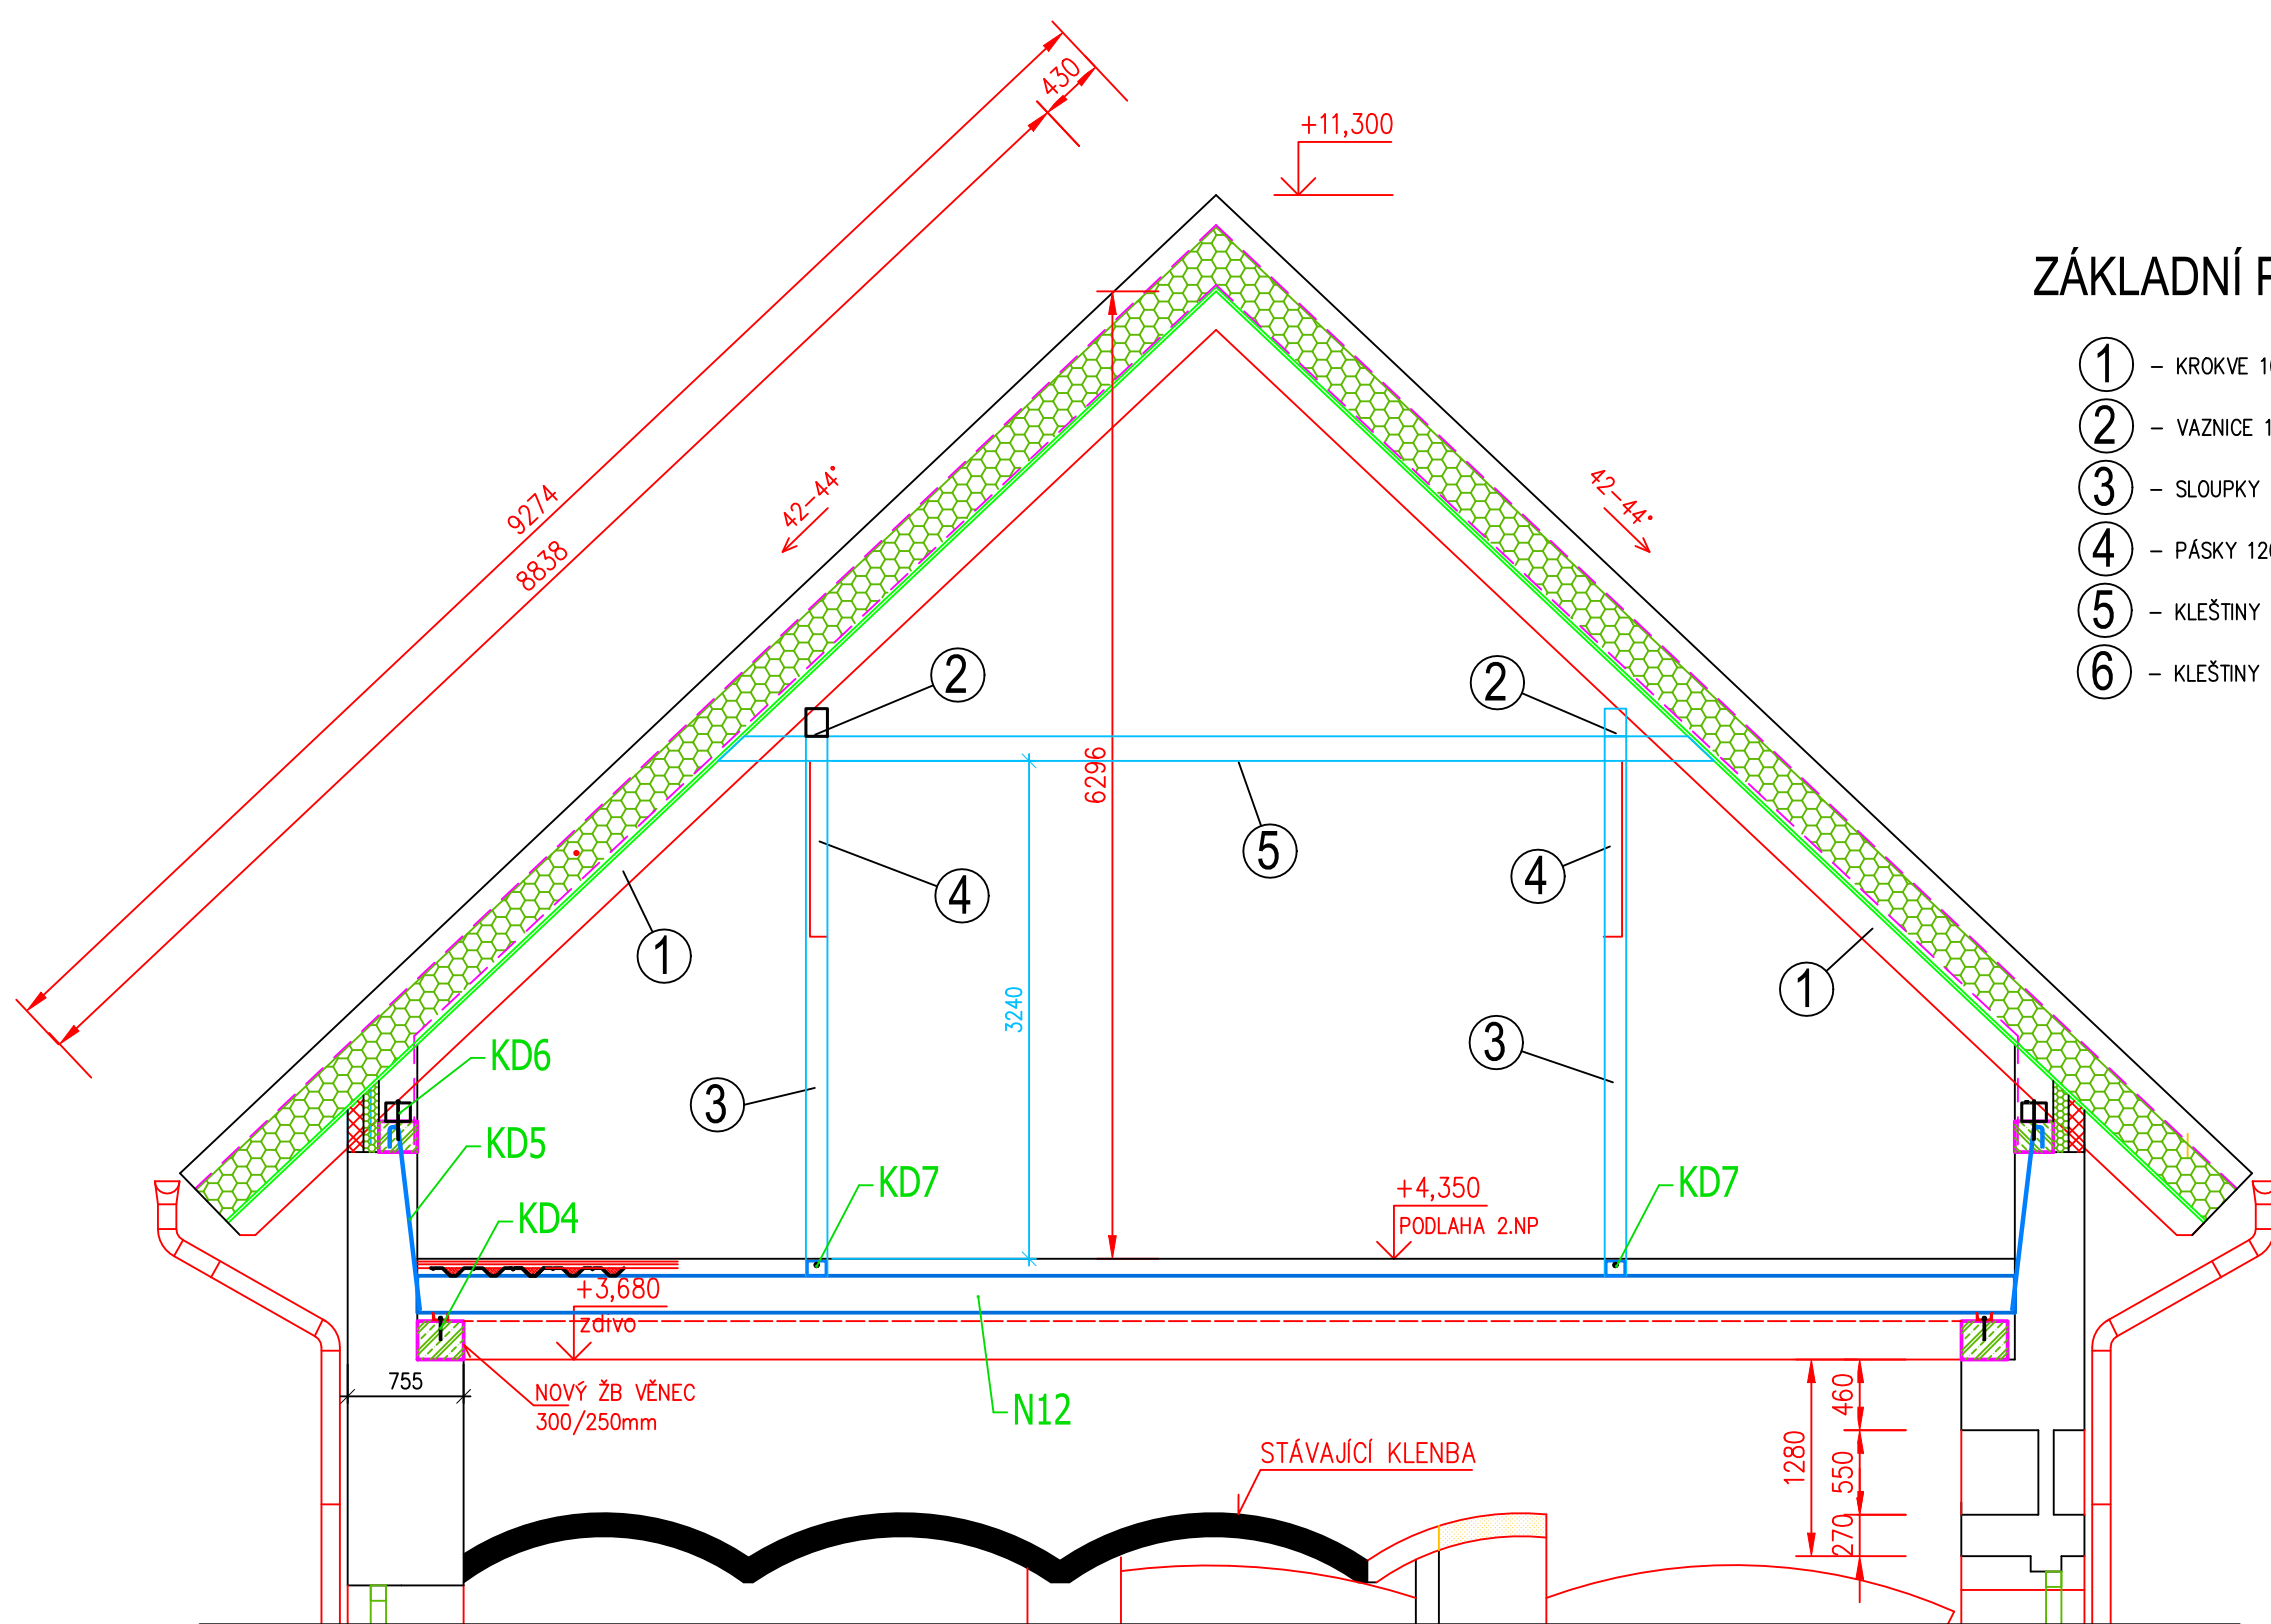 430
+11,300
9274
8838
42-44°
42-44°
ZÁKLADNÍ
1 – KROKVE
2 – VAZNICE
3 – SLOUPKY
4 – PÁSKY
5 – KLEŠTINY
6 – KLEŠTINY
2
2
6296
5
4
4
1
1
3240
3
3
KD6
KD5
KD4
KD7
KD7
+4,350
PODLAHA 2.NP
+3,680
zdivo
755
NOVÝ ŽB VĚNEC
300/250mm
N12
STÁVAJÍCÍ KLENBA
1280
460
550
270